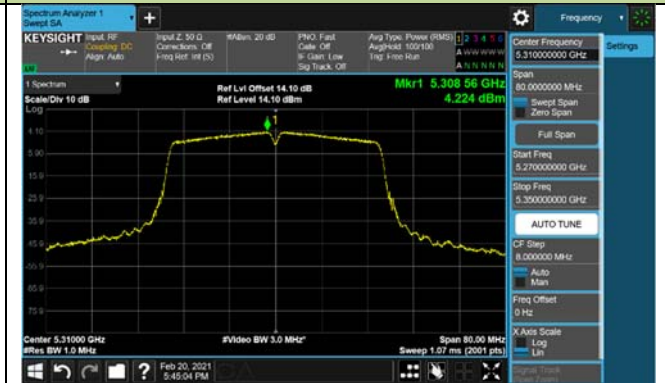 Spectrum Analyzer 1
Swept SA
+
Frequency
KEYSIGHT
Input: RF
Coupling: DC
Align: Auto
Input Z: 50 Ω
Corrections: Off
Freq Ref: Int (S)
#Atten: 20 dB
PNO: Fast
Gate: Off
IF Gain: Low
Sig Track: Off
Avg Type: Power (RMS)
Avg|Hold: 100/100
Trig: Free Run
1 2 3 4 5 6
A W W W W W
A N N N N N
1 Spectrum
Scale/Div 10 dB
Log
Ref Lvl Offset 14.10 dB
Ref Level 14.10 dBm
Mkr1 5.308 56 GHz
4.224 dBm
1
4.10
-5.90
-15.9
-25.9
-35.9
-45.9
-55.9
-65.9
-75.9
Center 5.31000 GHz
#Res BW 1.0 MHz
#Video BW 3.0 MHz*
Span 80.00 MHz
Sweep 1.07 ms (2001 pts)
Center Frequency
5.310000000 GHz
Settings
Span
80.0000000 MHz
Swept Span
Zero Span
Full Span
Start Freq
5.270000000 GHz
Stop Freq
5.350000000 GHz
AUTO TUNE
CF Step
8.000000 MHz
Auto
Man
Freq Offset
0 Hz
X Axis Scale
Log
Lin
Signal Track
(Span Zoom)
?
Feb 20, 2021
5:45:04 PM